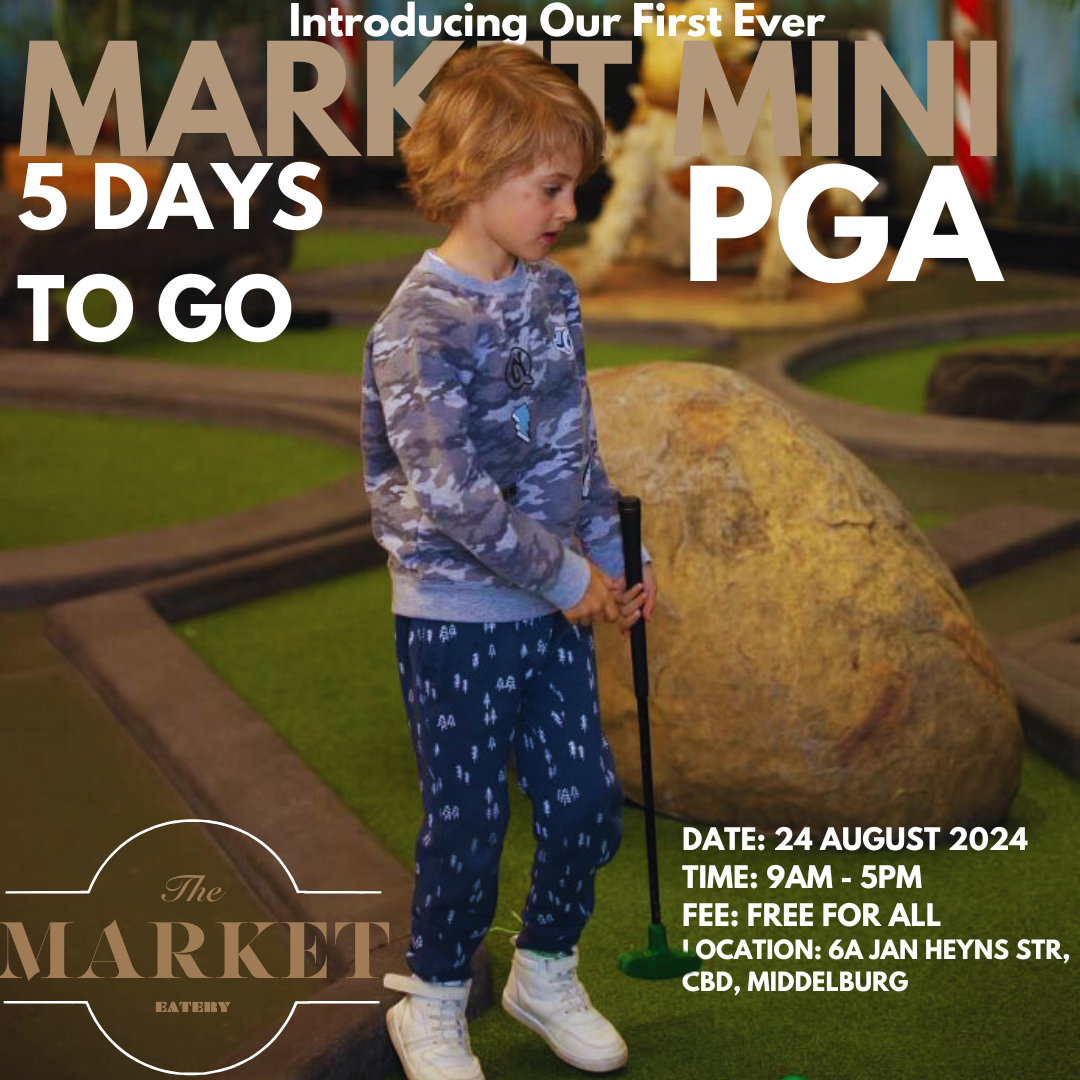 Introducing Our First Ever
MARKET MINI
PGA
5 DAYS
TO GO
DATE: 24 AUGUST 2024
TIME: 9AM - 5PM
FEE: FREE FOR ALL
LOCATION: 6A JAN HEYNS STR,
CBD, MIDDELBURG
The
MARKET
EATERY